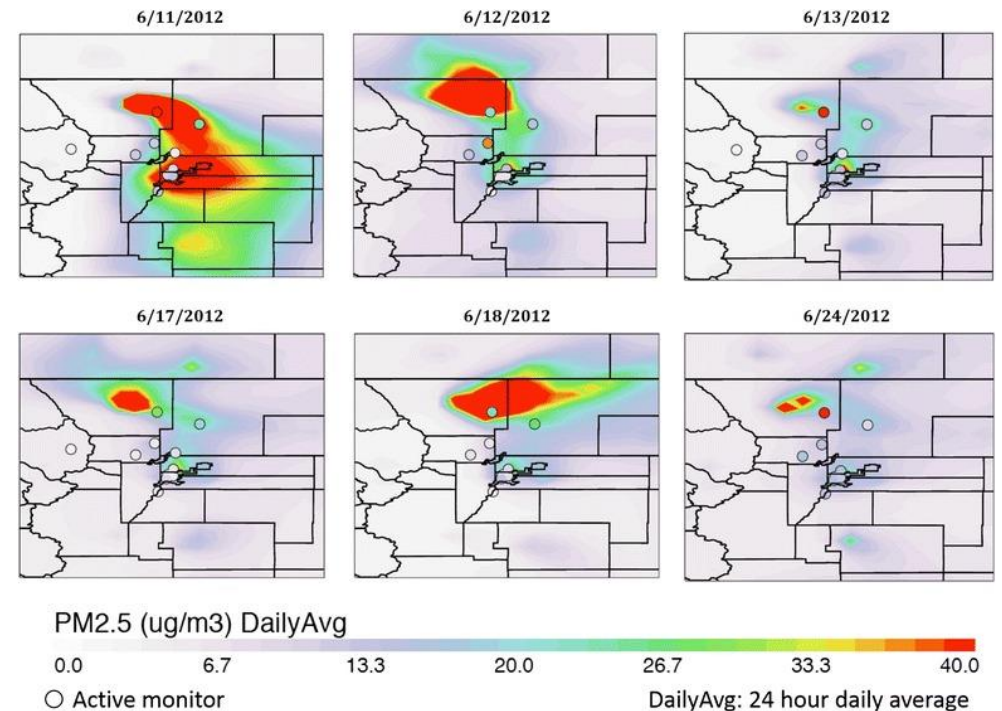 6/11/2012 6/12/2012 6/13/2012
6/17/2012 6/18/2012 6/24/2012
PM2.5 (ug/m3) DailyAvg
0.0 6.7 13.3 20.0 26.7 33.3 40.0
Active monitor DailyAvg: 24 hour daily average